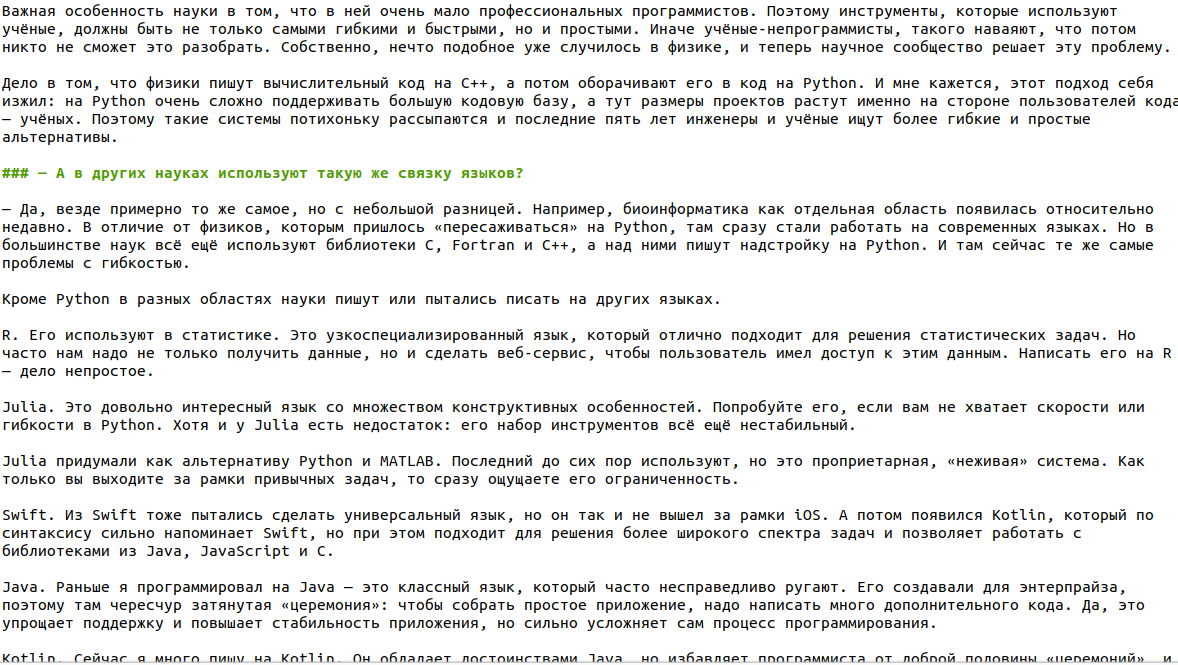 Важная особенность науки в том, что в ней очень мало профессиональных программистов. Поэтому инструменты, которые используют
учёные, должны быть не только самыми гибкими и быстрыми, но и простыми. Иначе учёные-непрограммисты, такого наваяют, что потом
никто не сможет это разобрать. Собственно, нечто подобное уже случилось в физике, и теперь научное сообщество решает эту проблему.
Дело в том, что физики пишут вычислительный код на C++, а потом оборачивают его в код на Python. И мне кажется, этот подход себя
изжил: на Python очень сложно поддерживать большую кодовую базу, а тут размеры проектов растут именно на стороне пользователей кода
— учёных. Поэтому такие системы потихоньку рассыпаются и последние пять лет инженеры и учёные ищут более гибкие и простые
альтернативы.
### — А в других науках используют такую же связку языков?
— Да, везде примерно то же самое, но с небольшой разницей. Например, биоинформатика как отдельная область появилась относительно
недавно. В отличие от физиков, которым пришлось «пересаживаться» на Python, там сразу стали работать на современных языках. Но в
большинстве наук всё ещё используют библиотеки C, Fortran и C++, а над ними пишут надстройку на Python. И там сейчас те же самые
проблемы с гибкостью.
Кроме Python в разных областях науки пишут или пытались писать на других языках.
R. Его используют в статистике. Это узкоспециализированный язык, который отлично подходит для решения статистических задач. Но
часто нам надо не только получить данные, но и сделать веб-сервис, чтобы пользователь имел доступ к этим данным. Написать его на R
— дело непростое.
Julia. Это довольно интересный язык со множеством конструктивных особенностей. Попробуйте его, если вам не хватает скорости или
гибкости в Python. Хотя и у Julia есть недостаток: его набор инструментов всё ещё нестабильный.
Julia придумали как альтернативу Python и MATLAB. Последний до сих пор используют, но это проприетарная, «неживая» система. Как
только вы выходите за рамки привычных задач, то сразу ощущаете его ограниченность.
Swift. Из Swift тоже пытались сделать универсальный язык, но он так и не вышел за рамки iOS. А потом появился Kotlin, который по
синтаксису сильно напоминает Swift, но при этом подходит для решения более широкого спектра задач и позволяет работать с
библиотеками из Java, JavaScript и C.
Java. Раньше я программировал на Java — это классный язык, который часто несправедливо ругают. Его создавали для энтерпрайза,
поэтому там чересчур затянутая «церемония»: чтобы собрать простое приложение, надо написать много дополнительного кода. Да, это
упрощает поддержку и повышает стабильность приложения, но сильно усложняет сам процесс программирования.
Kotlin. Сейчас я много пишу на Kotlin. Он обладает достоинствами Java, но избавляет программиста от доброй половины «церемоний», и